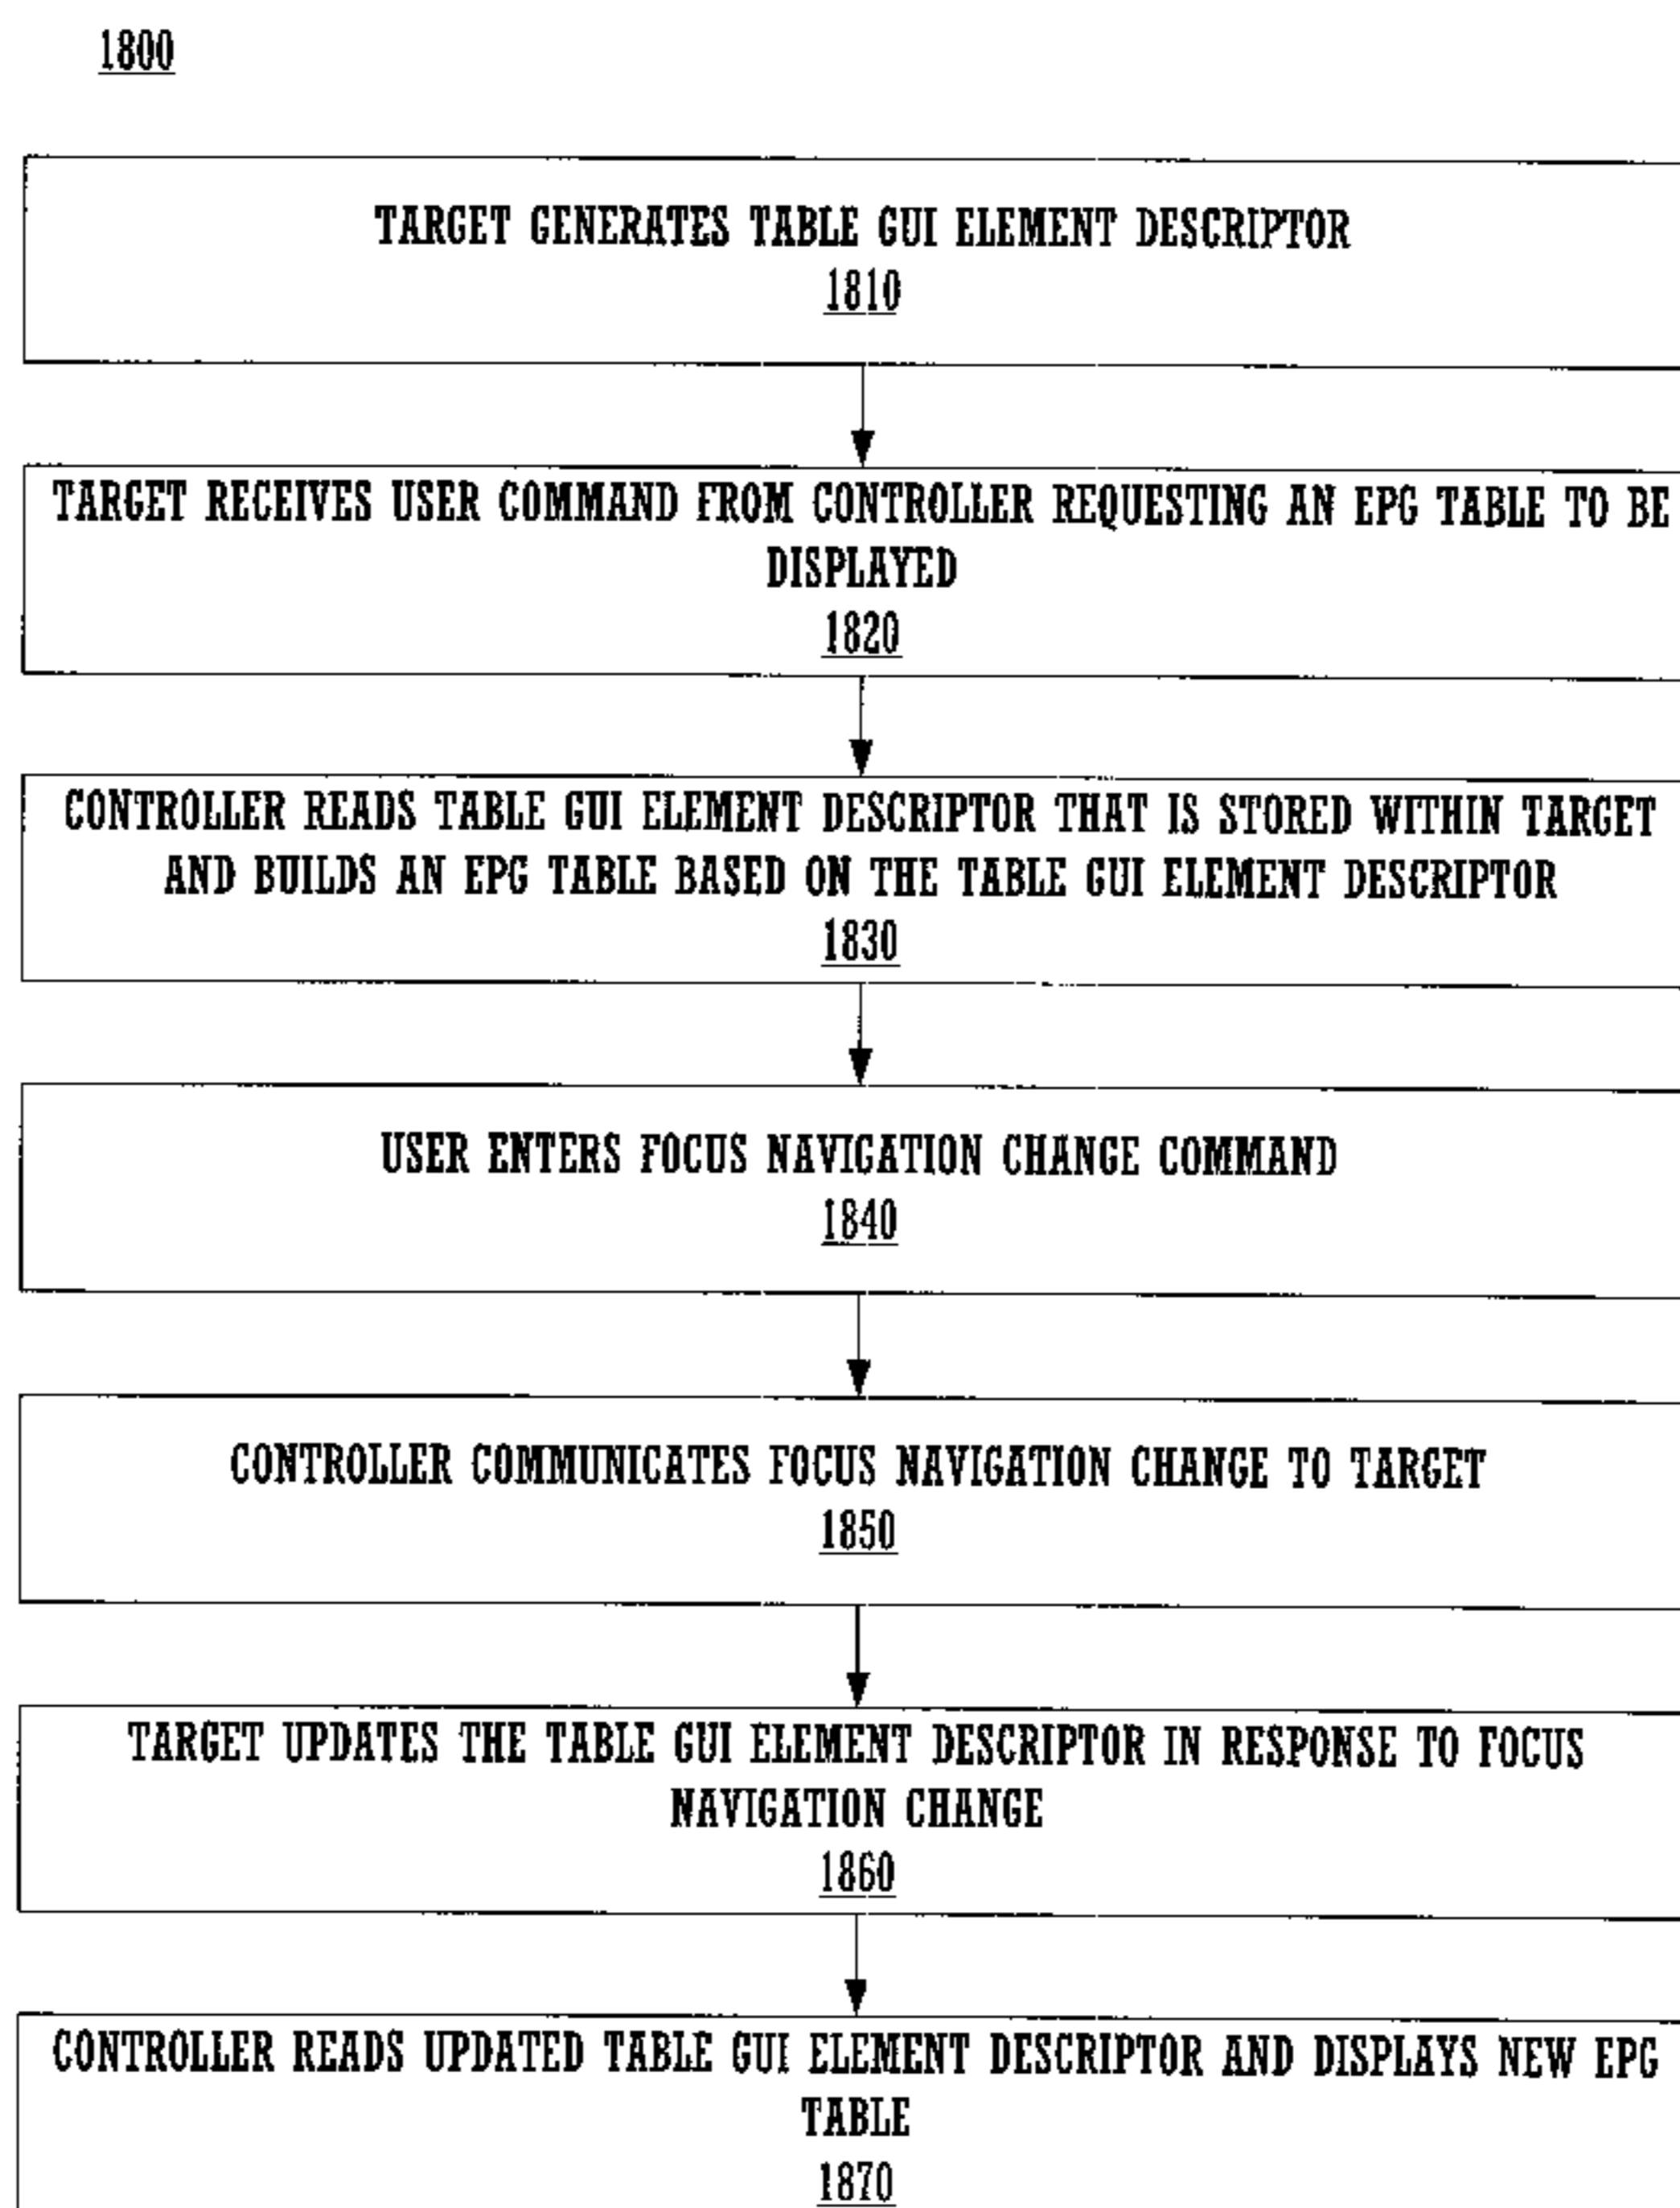 1800
TARGET GENERATES TABLE GUI ELEMENT DESCRIPTOR
1810
TARGET RECEIVES USER COMMAND FROM CONTROLLER REQUESTING AN EPG TABLE TO BE
DISPLAYED
1820
CONTROLLER READS TABLE GUI ELEMENT DESCRIPTOR THAT IS STORED WITHIN TARGET
AND BUILDS AN EPG TABLE BASED ON THE TABLE GUI ELEMENT DESCRIPTOR
1830
USER ENTERS FOCUS NAVIGATION CHANGE COMMAND
1840
CONTROLLER COMMUNICATES FOCUS NAVIGATION CHANGE TO TARGET
1850
TARGET UPDATES THE TABLE GUI ELEMENT DESCRIPTOR IN RESPONSE TO FOCUS
NAVIGATION CHANGE
1860
CONTROLLER READS UPDATED TABLE GUI ELEMENT DESCRIPTOR AND DISPLAYS NEW EPG
TABLE
1870